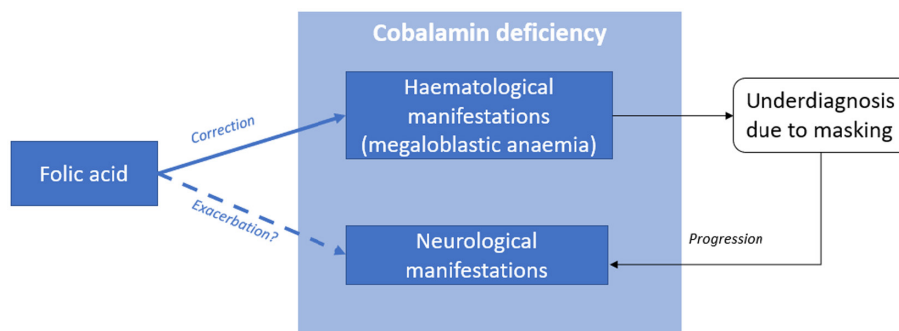 Cobalamin deficiency
Haematological
manifestations
(megaloblastic anaemia)
Underdiagnosis
due to masking
Correction
Folic acid
Exacerbation?
Neurological
manifestations
Progression